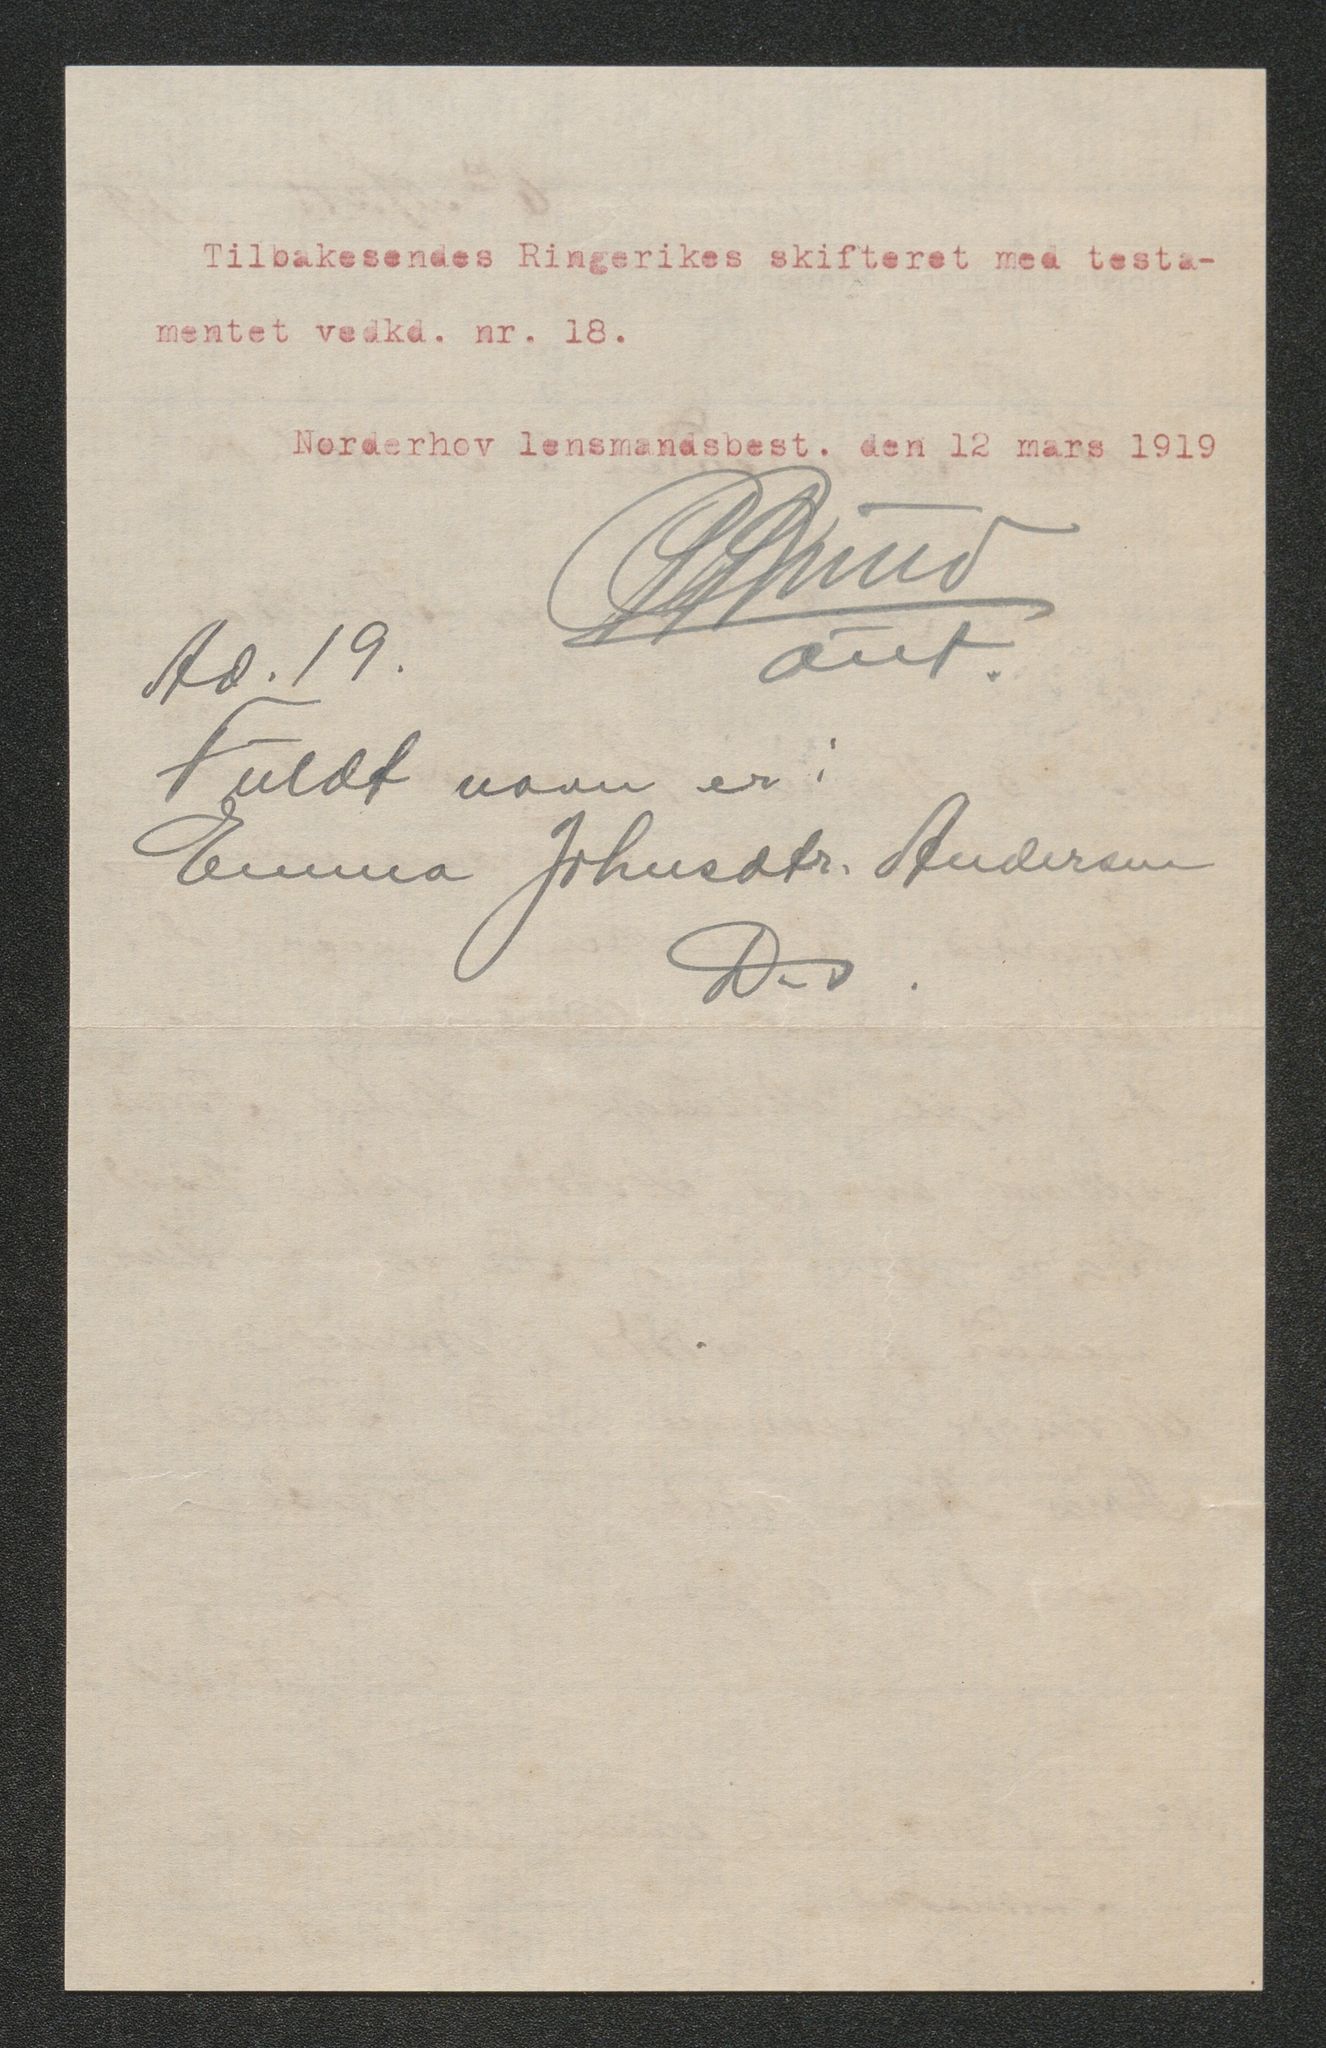 Tilbakesendes Ringerikes skifteret med testa-
mentet vedkd. nr. 18.
Norderhov lensmandsbest. den 12 mars 1919
Ad. 19.
Fuldt navn er:
Emma Johnsdtr. Andersen